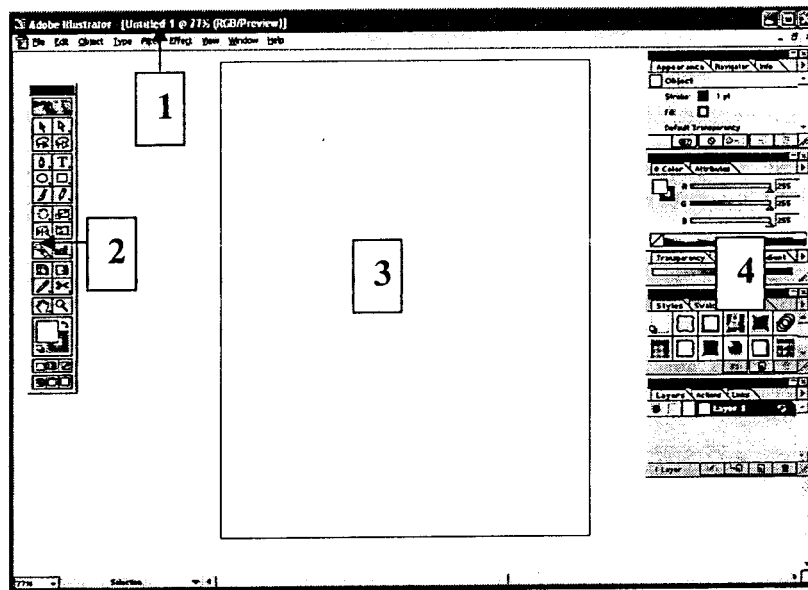 Adobe Illustrator - [Untitled 1 @ 77% (RGB/Preview)]
File Edit Object Type Filter Effect View Window Help
1
2
3
4
Appearance Navigator Info
Object
Stroke: 1 pt
Fill:
Default Transparency
Color Attributes
R 255
G 255
B 255
Transparency
Styles
Layers Actions Links
Layer 1
1 Layer
77% Selection